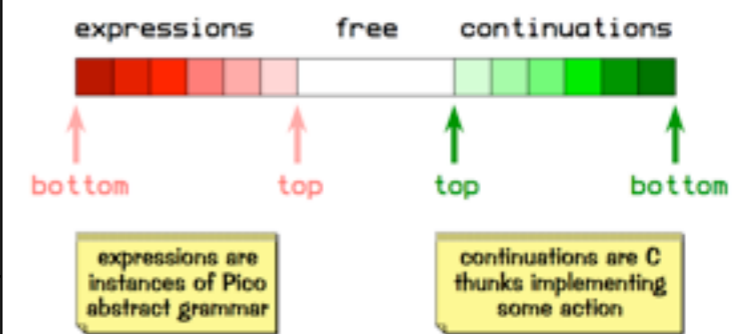 expressions free continuations
bottom top top bottom
expressions are
instances of Pico
abstract grammar
continuations are C
thunks implementing
some action